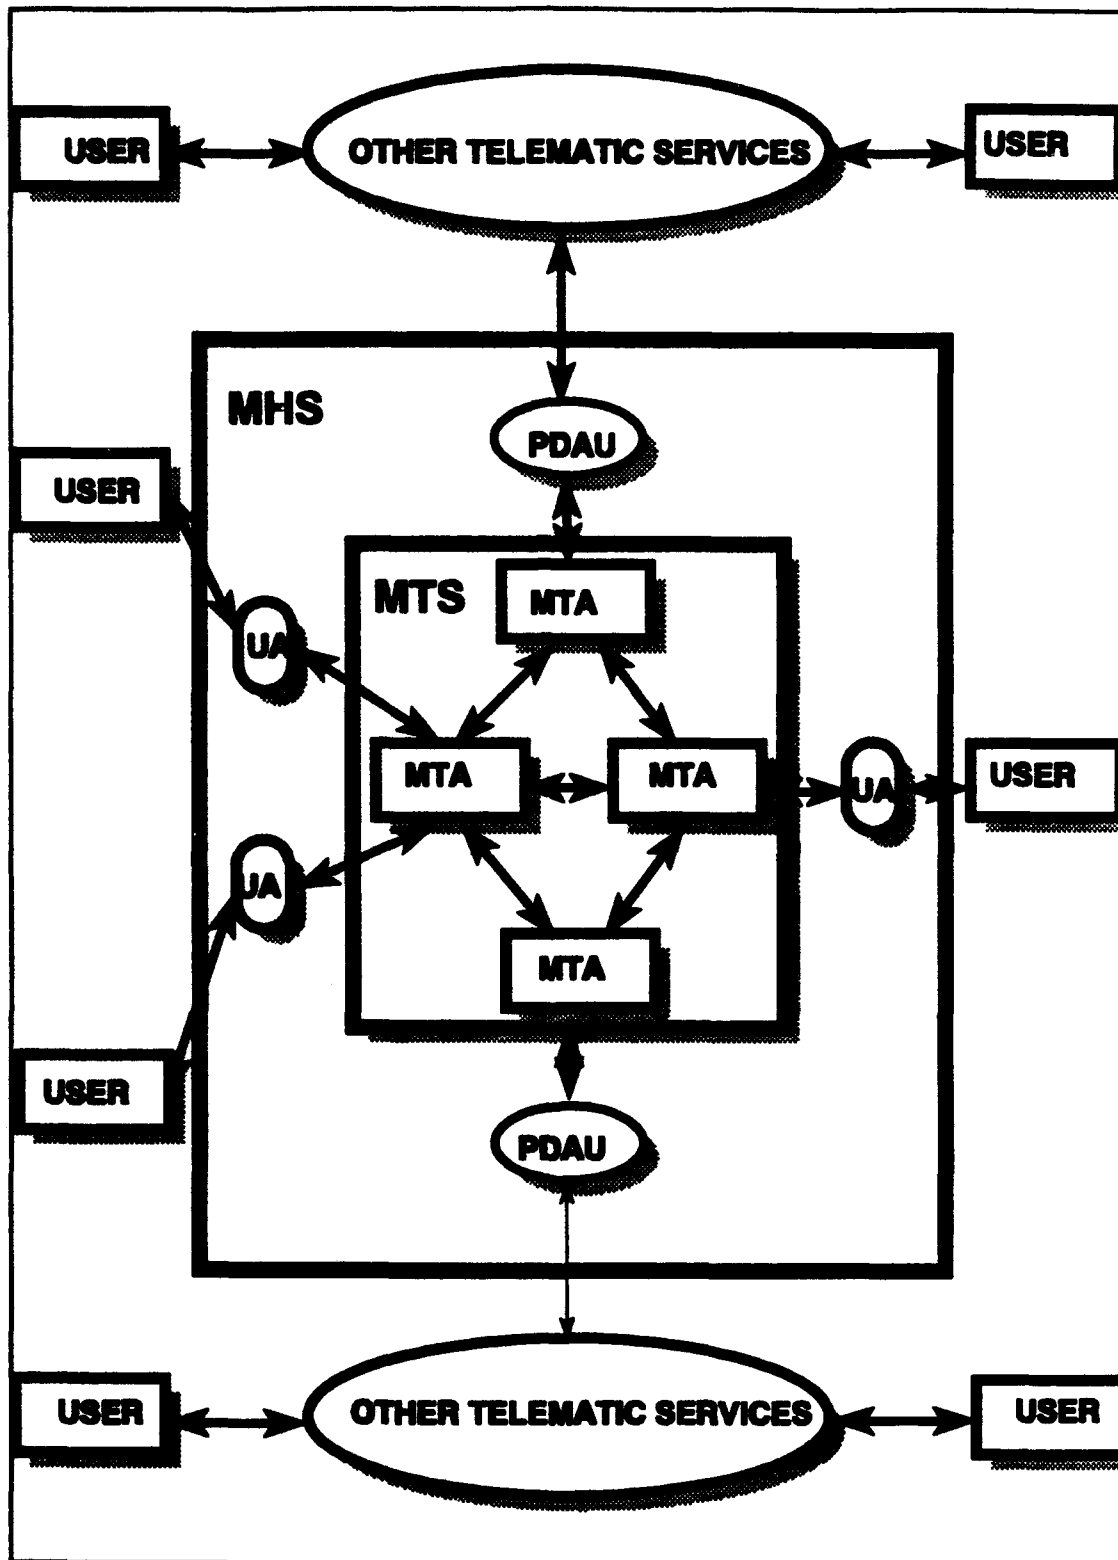 USER
OTHER TELEMATIC SERVICES
USER
MHS
PDAU
USER
MTS
MTA
UA
MTA
MTA
UA
USER
UA
MTA
USER
PDAU
USER
OTHER TELEMATIC SERVICES
USER